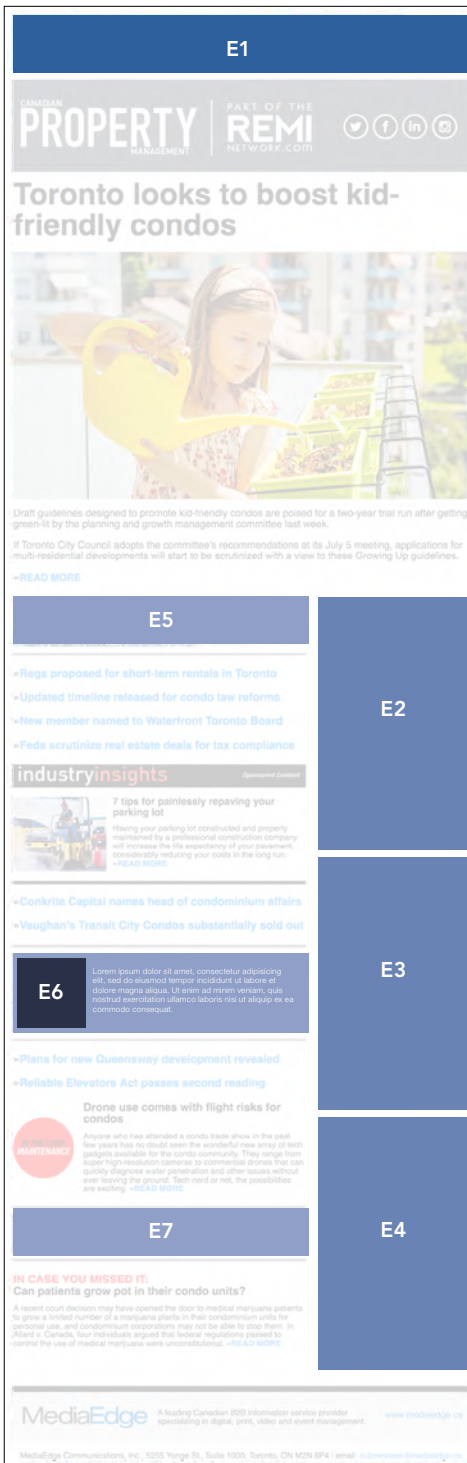 E1
CANADIAN
PROPERTY
MANAGEMENT
PART OF THE
REMI
NETWORK.COM
Toronto looks to boost kid-
friendly condos
Draft guidelines designed to promote kid-friendly condos are poised for a two-year trial run after getting
green-lit by the planning and growth management committee last week.
If Toronto City Council adopts the committee's recommendations at its July 5 meeting, applications for
multi-residential developments will start to be scrutinized with a view to these Growing Up guidelines.
»READ MORE
E5
»Regs proposed for short-term rentals in Toronto
»Updated timeline released for condo law reforms
»New member named to Waterfront Toronto Board
»Feds scrutinize real estate deals for tax compliance
industryinsights Sponsored Content
7 tips for painlessly repaving your
parking lot
Having your parking lot constructed and properly
maintained by a professional construction company
will increase the life expectancy of your pavement,
considerably reducing your costs in the long run.
»READ MORE
»Conkrite Capital names head of condominium affairs
»Vaughan's Transit City Condos substantially sold out
E6
Lorem ipsum dolor sit amet, consectetur adipisicing
elit, sed do eiusmod tempor incididunt ut labore et
dolore magna aliqua. Ut enim ad minim veniam, quis
nostrud exercitation ullamco laboris nisi ut aliquip ex ea
commodo consequat.
»Plans for new Queensway development revealed
»Reliable Elevators Act passes second reading
MAINTENANCE
Drone use comes with flight risks for
condos
Anyone who has attended a condo trade show in the past
few years has no doubt seen the wonderful new array of tech
gadgets available for the condo community. They range from
super high-resolution cameras to commercial drones that can
quickly diagnose water penetration and other issues without
ever leaving the ground. Tech nerd or not, the possibilities
are exciting. »READ MORE
E7
IN CASE YOU MISSED IT:
Can patients grow pot in their condo units?
A recent court decision may have opened the door to medical marijuana patients
to grow a limited number of a marijuana plants in their condominium units for
personal use, and condominium corporations may not be able to stop them. In
Allard v. Canada, four individuals argued that federal regulations passed to
control the use of medical marijuana were unconstitutional. »READ MORE
E2
E3
E4
MediaEdge
A leading Canadian B2B information service provider
specializing in digital, print, video and event management.
www.mediaedge.ca
MediaEdge Communications, inc., 5255 Yonge St., Suite 1000, Toronto, ON M2N 6P4 | email: